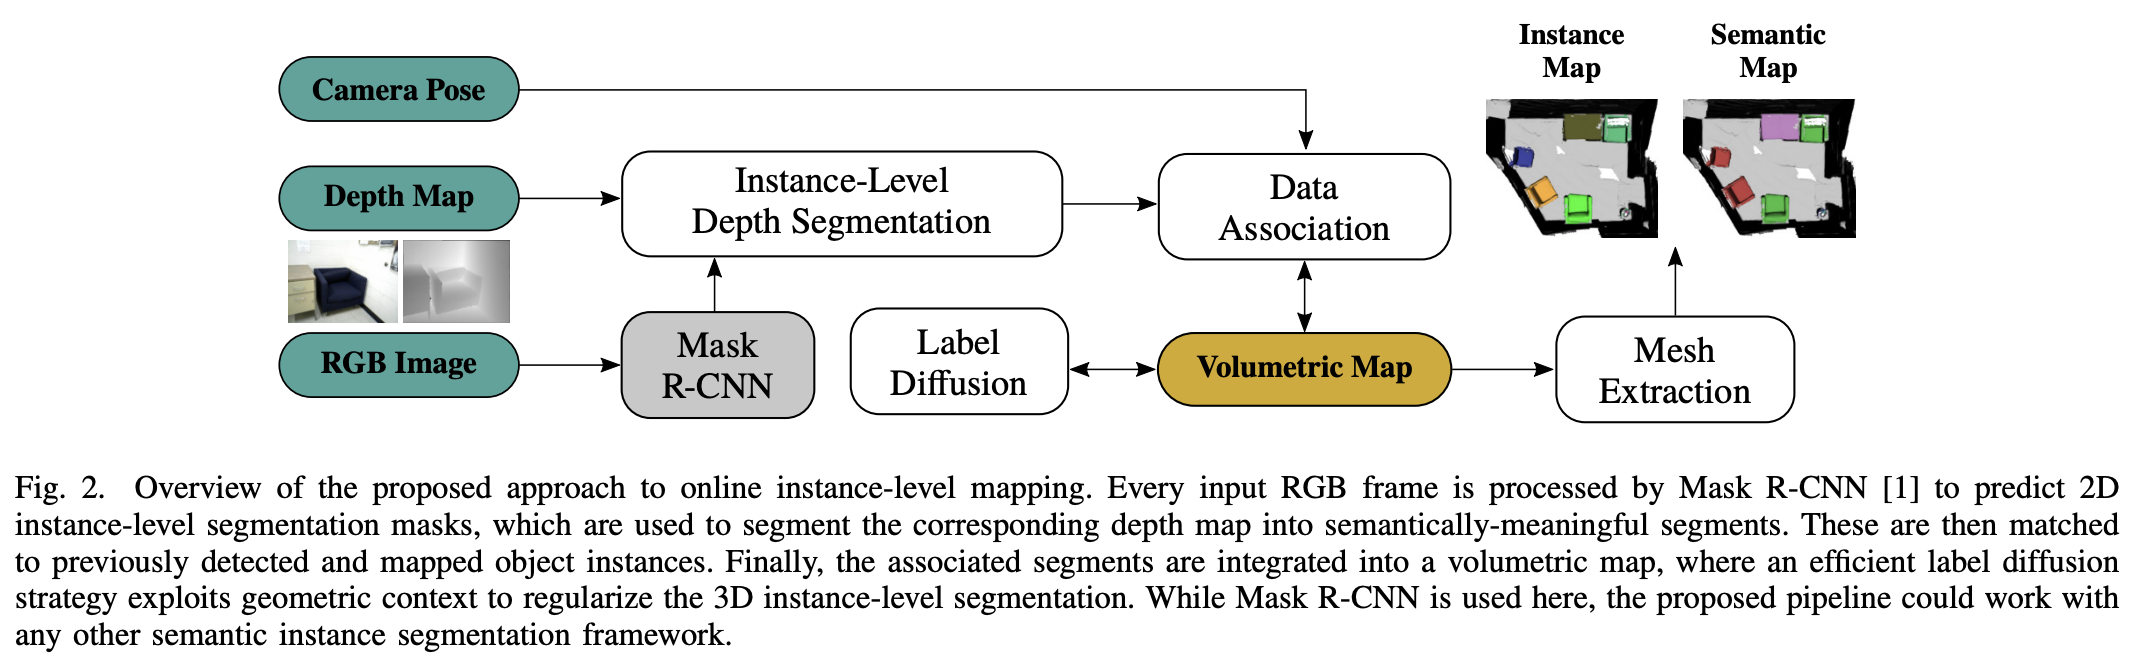 Camera Pose
Depth Map
RGB Image
Instance-Level
Depth Segmentation
Mask
R-CNN
Label
Diffusion
Data
Association
Volumetric Map
Mesh
Extraction
Instance
Map
Semantic
Map
Fig. 2. Overview of the proposed approach to online instance-level mapping. Every input RGB frame is processed by Mask R-CNN [1] to predict 2D
instance-level segmentation masks, which are used to segment the corresponding depth map into semantically-meaningful segments. These are then matched
to previously detected and mapped object instances. Finally, the associated segments are integrated into a volumetric map, where an efficient label diffusion
strategy exploits geometric context to regularize the 3D instance-level segmentation. While Mask R-CNN is used here, the proposed pipeline could work with
any other semantic instance segmentation framework.